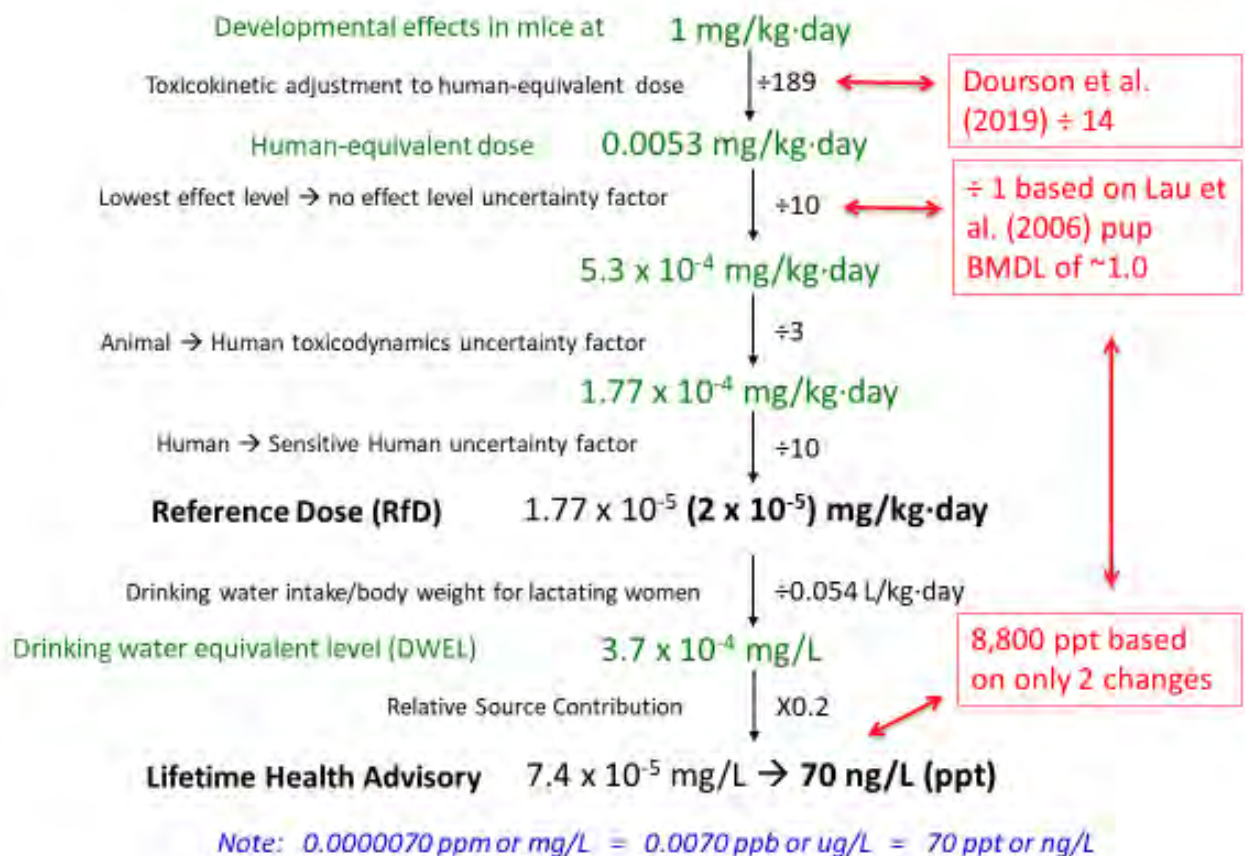 Developmental effects in mice at 1 mg/kg·day
Toxicokinetic adjustment to human-equivalent dose ÷189
Dourson et al.
(2019) ÷ 14
Human-equivalent dose 0.0053 mg/kg·day
Lowest effect level → no effect level uncertainty factor ÷10
÷ 1 based on Lau et
al. (2006) pup
BMDL of ~1.0
5.3 x 10⁻⁴ mg/kg·day
Animal → Human toxicodynamics uncertainty factor ÷3
1.77 x 10⁻⁴ mg/kg·day
Human → Sensitive Human uncertainty factor ÷10
Reference Dose (RfD) 1.77 x 10⁻⁵ (2 x 10⁻⁵) mg/kg·day
Drinking water intake/body weight for lactating women ÷0.054 L/kg·day
Drinking water equivalent level (DWEL) 3.7 x 10⁻⁴ mg/L
8,800 ppt based
on only 2 changes
Relative Source Contribution X0.2
Lifetime Health Advisory 7.4 x 10⁻⁵ mg/L → 70 ng/L (ppt)
Note: 0.0000070 ppm or mg/L = 0.0070 ppb or ug/L = 70 ppt or ng/L